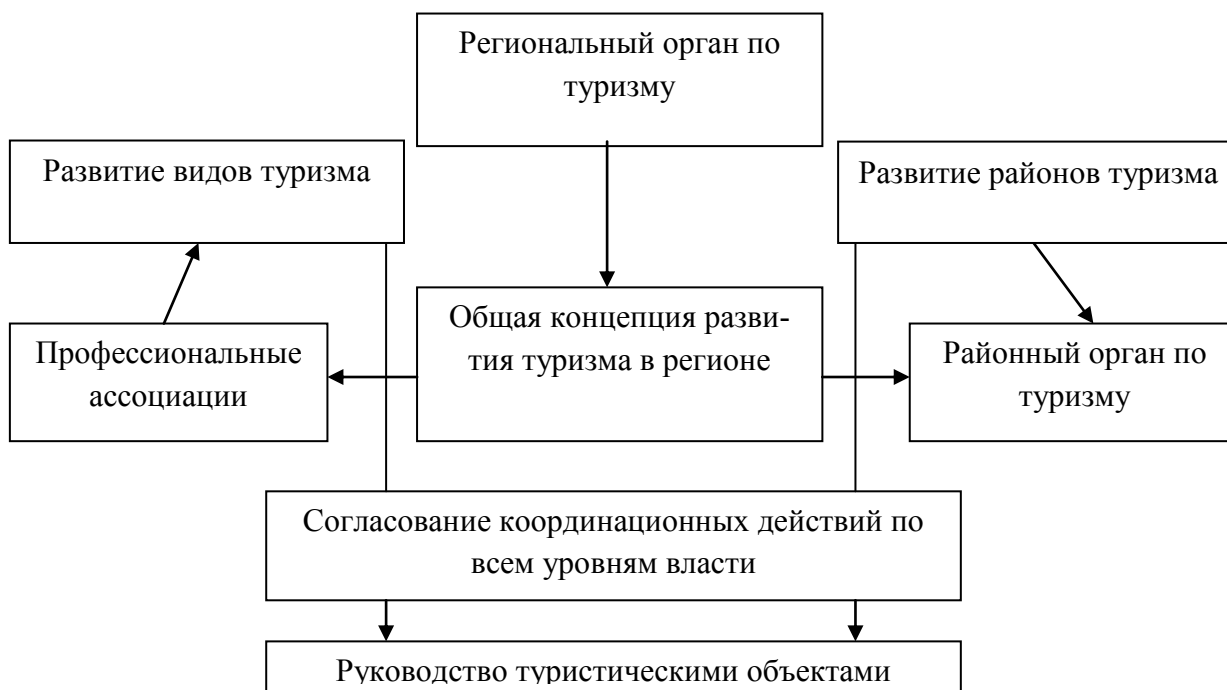 Региональный орган по
туризму
Развитие видов туризма
Развитие районов туризма
Общая концепция разви-
тия туризма в регионе
Профессиональные
ассоциации
Районный орган по
туризму
Согласование координационных действий по
всем уровням власти
Руководство туристическими объектами